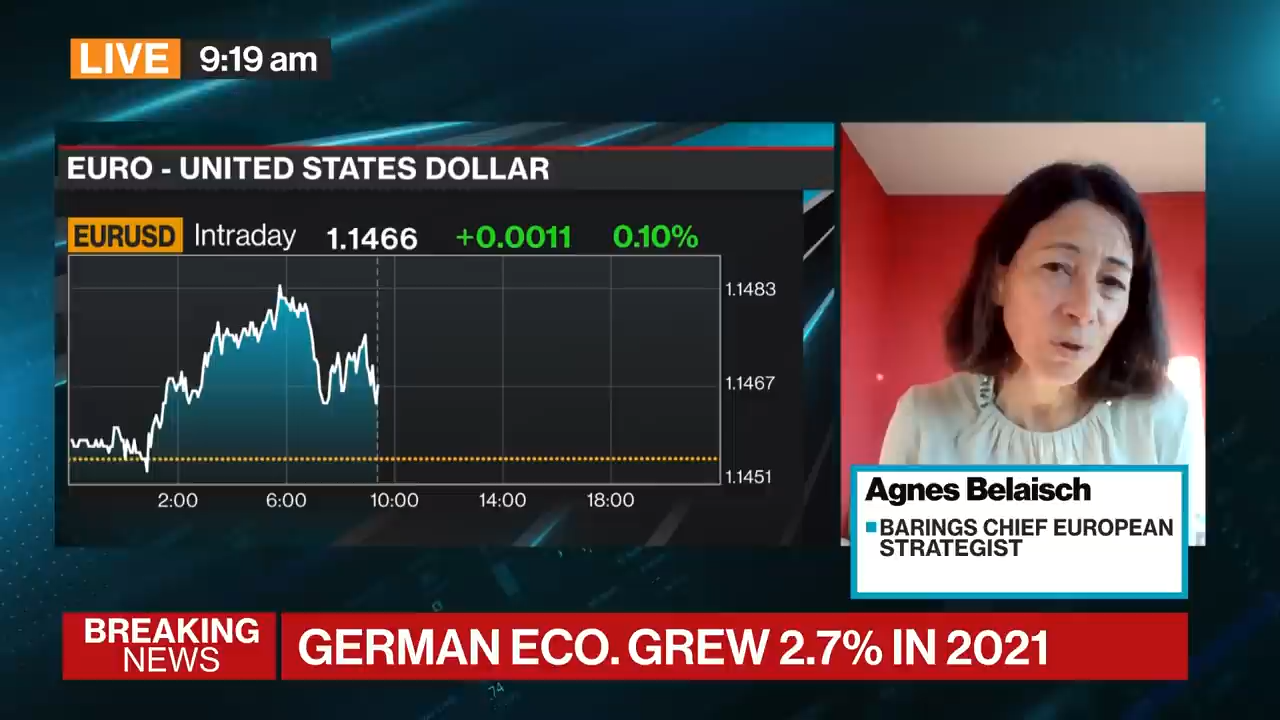 LIVE 9:19 am
EURO - UNITED STATES DOLLAR
EURUSD Intraday 1.1466 +0.0011 0.10%
1.1483
1.1467
1.1451
2:00 6:00 10:00 14:00 18:00
Agnes Belaisch
BARINGS CHIEF EUROPEAN
STRATEGIST
BREAKING
NEWS
GERMAN ECO. GREW 2.7% IN 2021
74